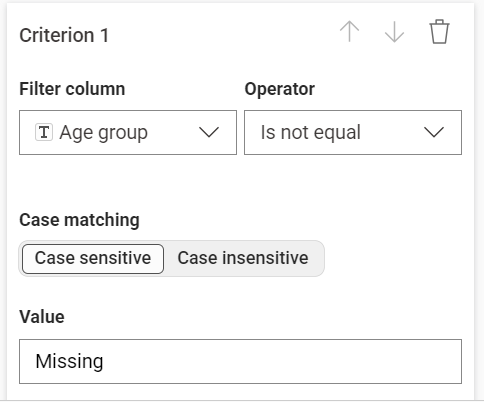 Criterion 1
Filter column Operator
T Age group Is not equal
Case matching
Case sensitive Case insensitive
Value
Missing